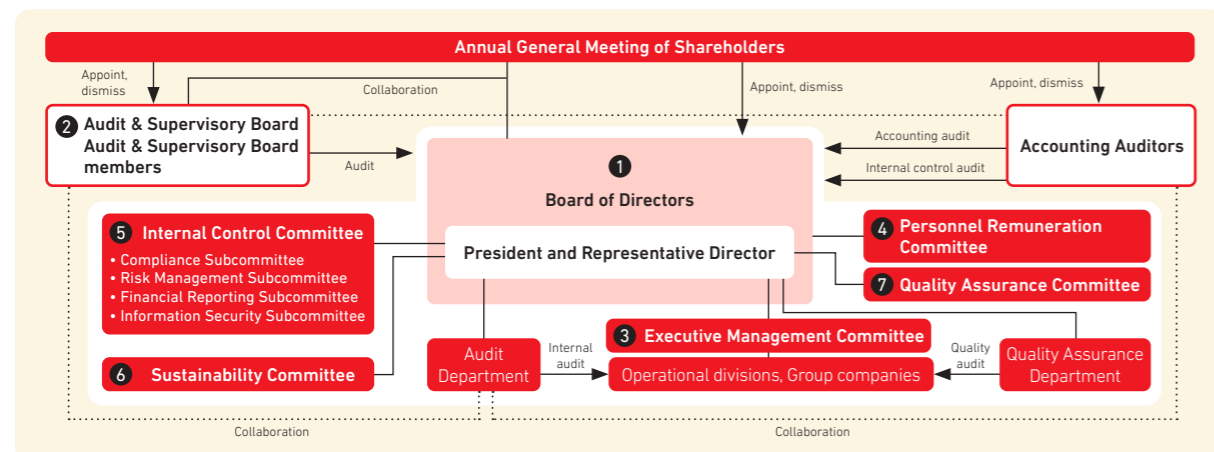 Annual General Meeting of Shareholders
Appoint,
dismiss
Collaboration
Appoint, dismiss
Appoint, dismiss
2 Audit & Supervisory Board
Audit & Supervisory Board
members
Audit
1
Board of Directors
President and Representative Director
Accounting audit
Internal control audit
Accounting Auditors
5 Internal Control Committee
• Compliance Subcommittee
• Risk Management Subcommittee
• Financial Reporting Subcommittee
• Information Security Subcommittee
4 Personnel Remuneration
Committee
7 Quality Assurance Committee
6 Sustainability Committee
Audit
Department
Internal
audit
3 Executive Management Committee
Operational divisions, Group companies
Quality
audit
Quality Assurance
Department
Collaboration
Collaboration